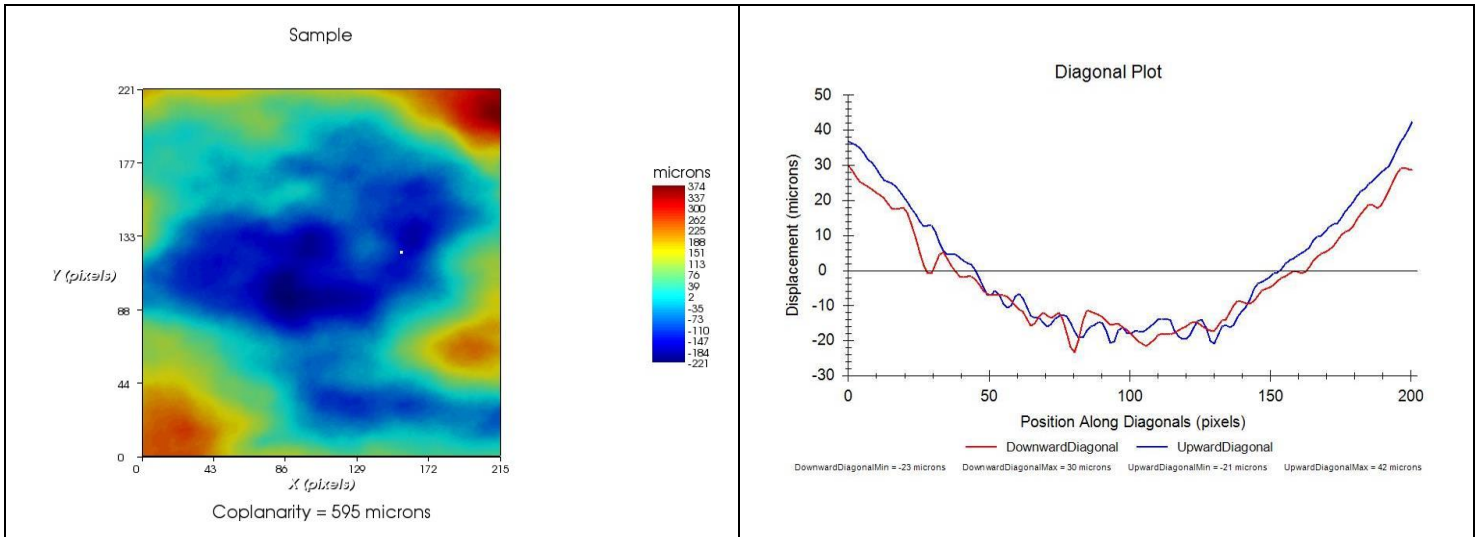 Sample
221
177
133
88
44
0
Y (pixels)
0 43 86 129 172 215
X (pixels)
Coplanarity = 595 microns
microns
374
337
300
262
225
188
151
113
76
39
2
-35
-73
-110
-147
-184
-221
Diagonal Plot
50
40
30
20
10
0
-10
-20
-30
Displacement (microns)
0 50 100 150 200
Position Along Diagonals (pixels)
DownwardDiagonal UpwardDiagonal
DownwardDiagonalMin = -23 microns DownwardDiagonalMax = 30 microns UpwardDiagonalMin = -21 microns UpwardDiagonalMax = 42 microns